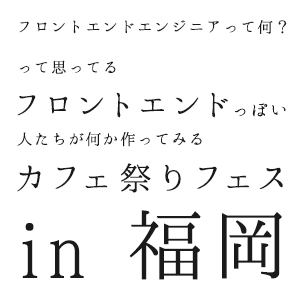 フロントエンドエンジニアって何？
って思ってる
フロントエンドっぽい
人たちが何か作ってみる
カフェ祭りフェス
in 福岡